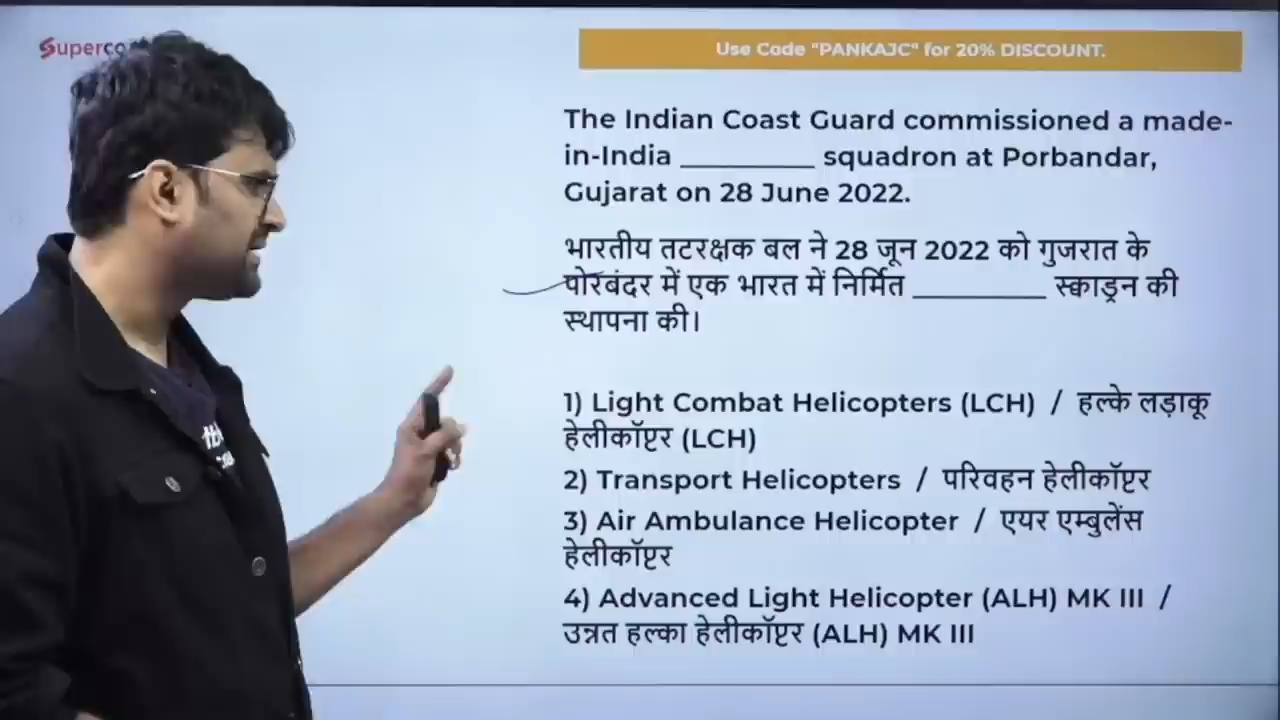 Use Code "PANKAJC" for 20% DISCOUNT.
The Indian Coast Guard commissioned a made-
in-India __________ squadron at Porbandar,
Gujarat on 28 June 2022.
भारतीय तटरक्षक बल ने 28 जून 2022 को गुजरात के
पोरबंदर में एक भारत में निर्मित __________ स्क्वाड्रन की
स्थापना की।
1) Light Combat Helicopters (LCH) / हल्के लड़ाकू
हेलीकॉप्टर (LCH)
2) Transport Helicopters / परिवहन हेलीकॉप्टर
3) Air Ambulance Helicopter / एयर एम्बुलेंस
हेलीकॉप्टर
4) Advanced Light Helicopter (ALH) MK III /
उन्नत हल्का हेलीकॉप्टर (ALH) MK III